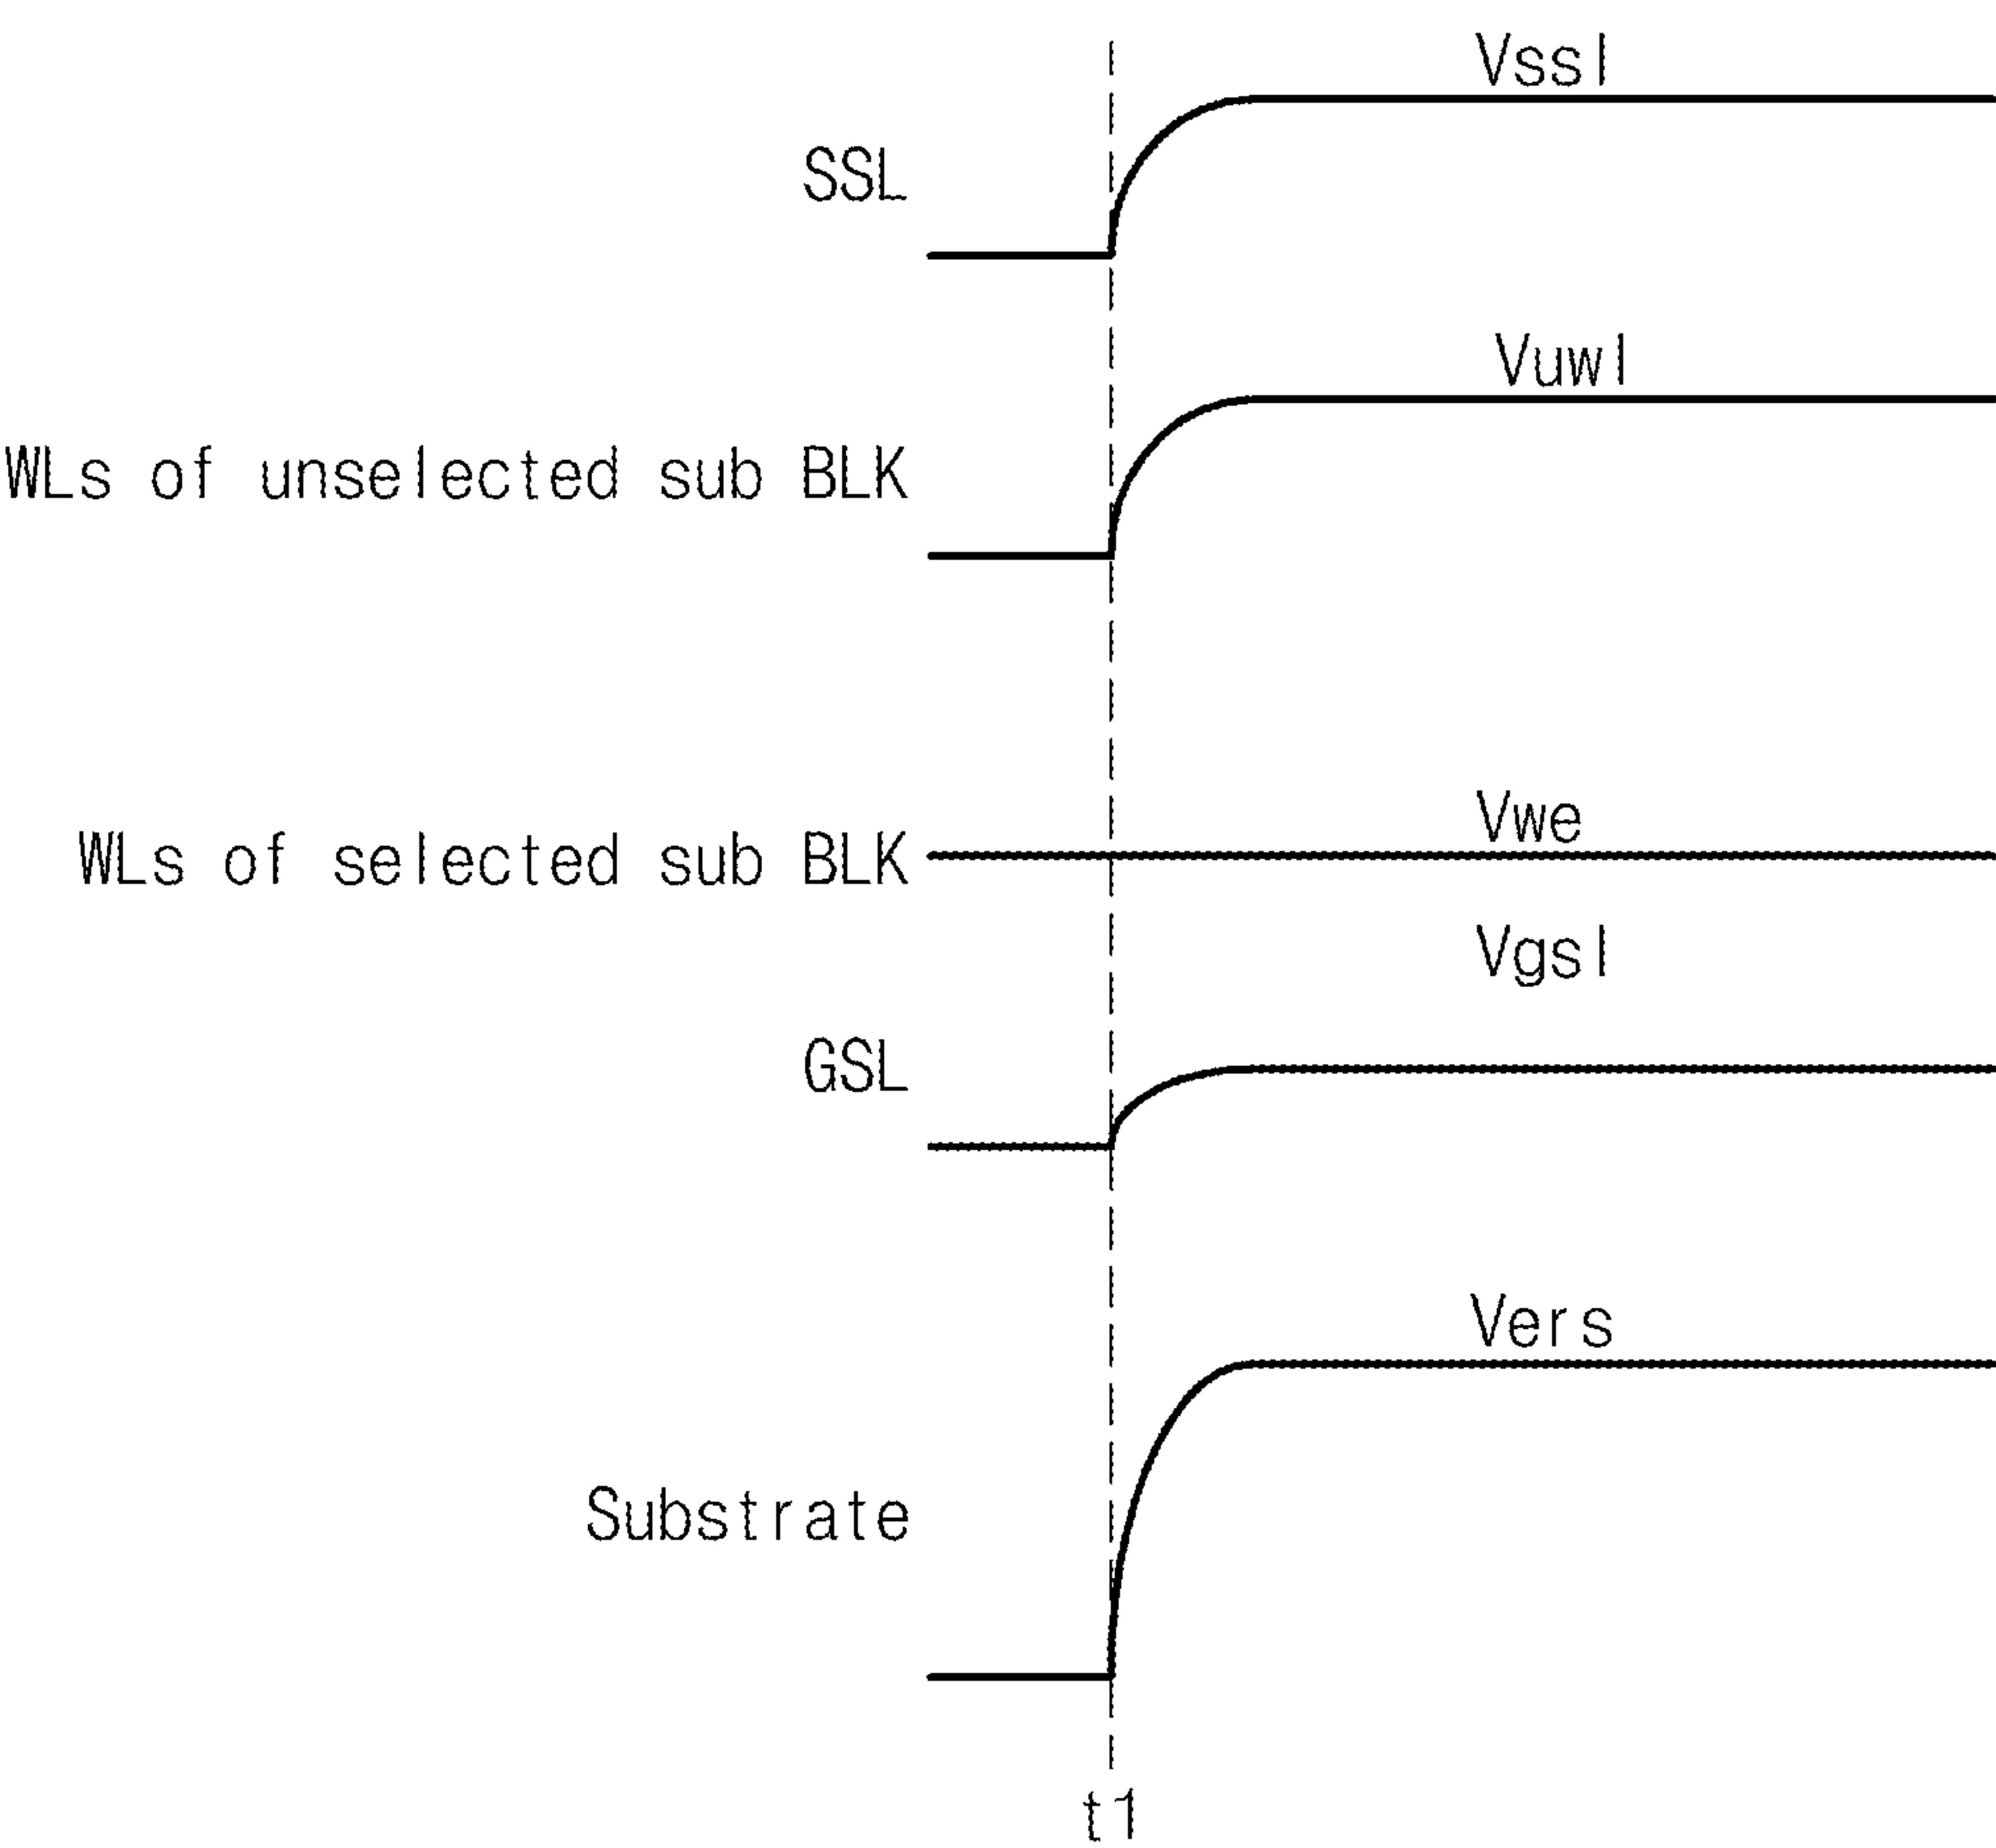 Vssl
SSL
Vuwl
WLs of unselected sub BLK
Vwe
WLs of selected sub BLK
Vgsl
GSL
Vers
Substrate
t1